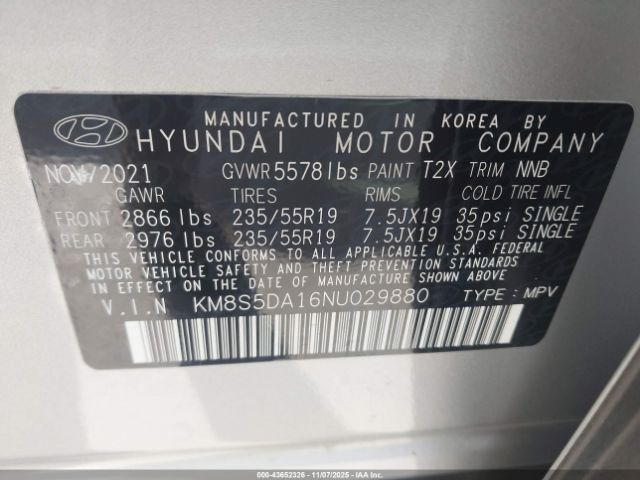 MANUFACTURED IN KOREA BY
HYUNDAI MOTOR COMPANY
NOV/2021 GVWR 5578 lbs PAINT T2X TRIM NNB
GAWR TIRES RIMS COLD TIRE INFL
FRONT 2866 lbs 235/55R19 7.5JX19 35psi SINGLE
REAR 2976 lbs 235/55R19 7.5JX19 35psi SINGLE
THIS VEHICLE CONFORMS TO ALL APPLICABLE U.S.A. FEDERAL
MOTOR VEHICLE SAFETY, BUMPER, AND THEFT PREVENTION STANDARDS
IN EFFECT ON THE DATE OF MANUFACTURE SHOWN ABOVE.
V.I.N KM8S5DA16NU029880 TYPE : MPV
000-43652326 - 11/07/2025 - IAA Inc.